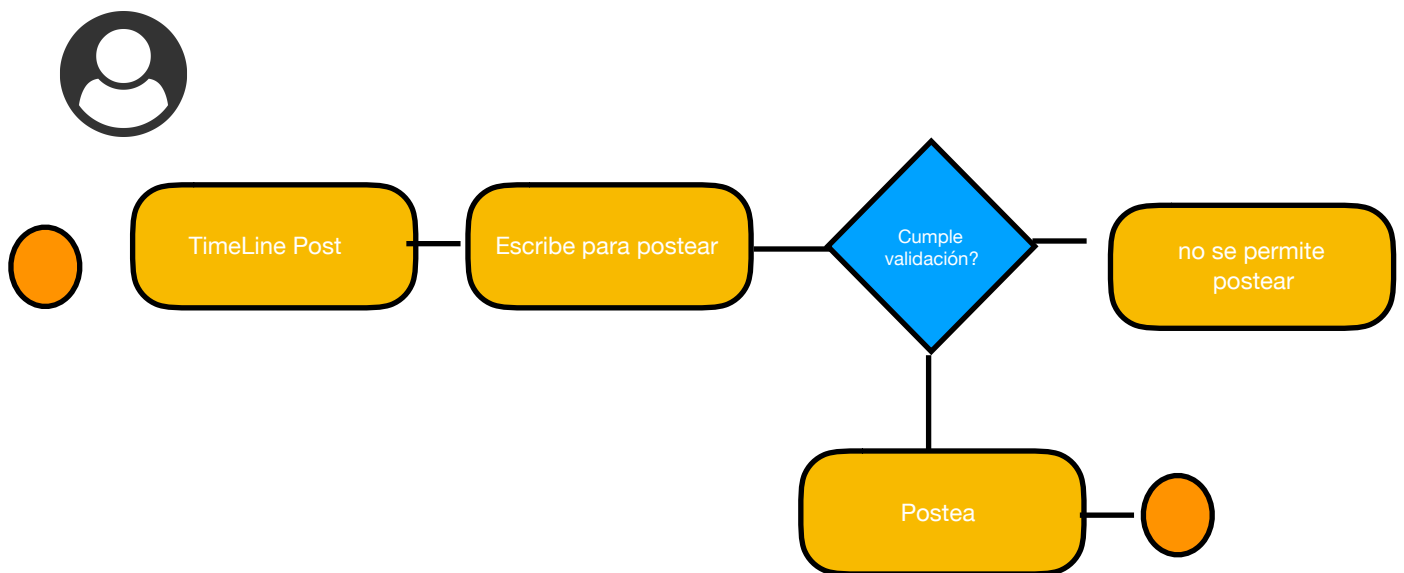 TimeLine Post
Escribe para postear
Cumple
validación?
no se permite
postear
Postea